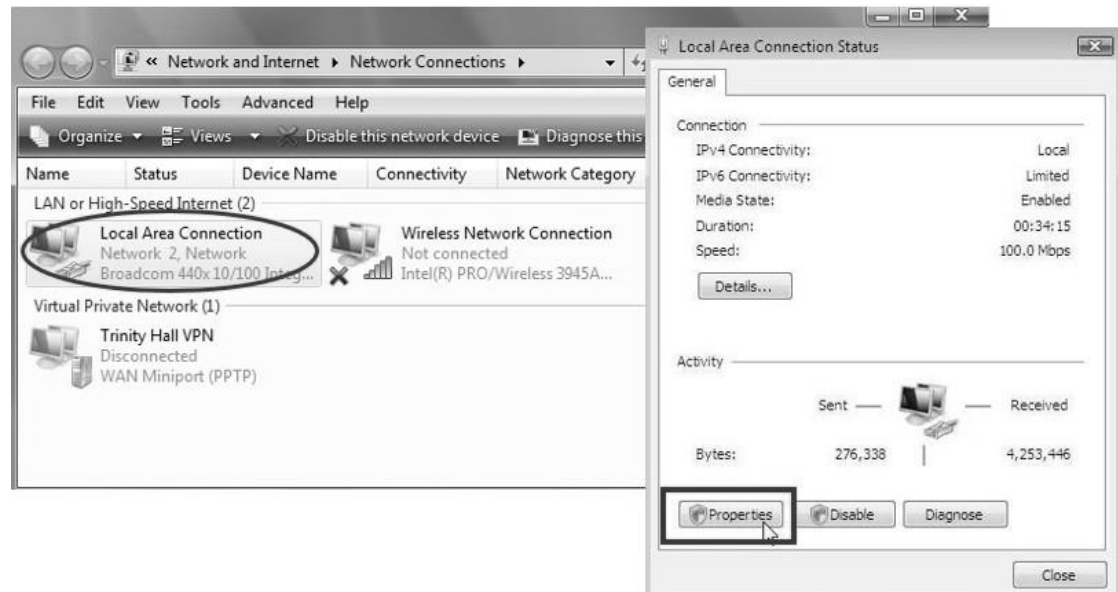 « Network and Internet ▸ Network Connections ▸
File Edit View Tools Advanced Help
Organize Views Disable this network device Diagnose this
Name Status Device Name Connectivity Network Category
LAN or High-Speed Internet (2)
Local Area Connection
Network 2, Network
Broadcom 440x 10/100 Integ...
Wireless Network Connection
Not connected
Intel(R) PRO/Wireless 3945A...
Virtual Private Network (1)
Trinity Hall VPN
Disconnected
WAN Miniport (PPTP)
Local Area Connection Status
General
Connection
IPv4 Connectivity: Local
IPv6 Connectivity: Limited
Media State: Enabled
Duration: 00:34:15
Speed: 100.0 Mbps
Details...
Activity
Sent — — Received
Bytes: 276,338 4,253,446
Properties Disable Diagnose
Close